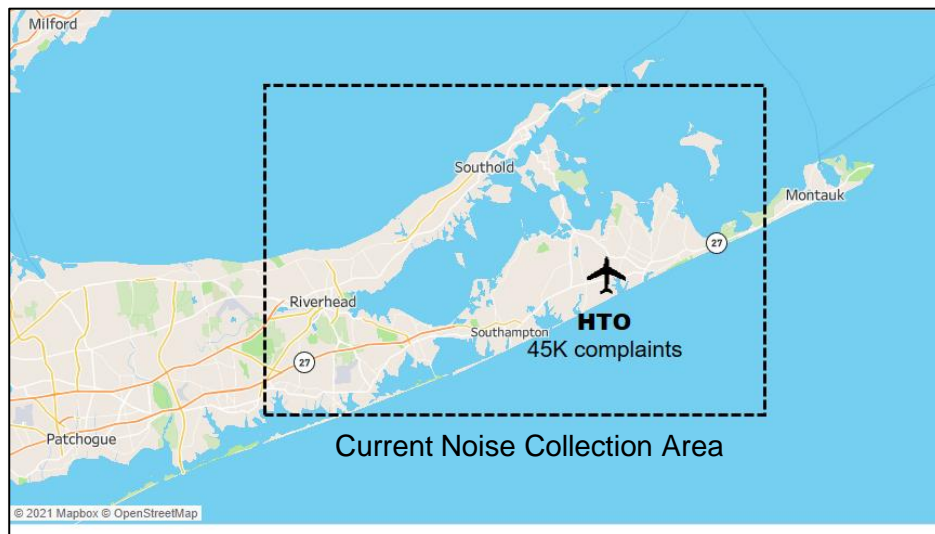 Milford
Southold
Montauk
27
Riverhead
HTO
Southampton
45K complaints
27
Patchogue
Current Noise Collection Area
© 2021 Mapbox © OpenStreetMap